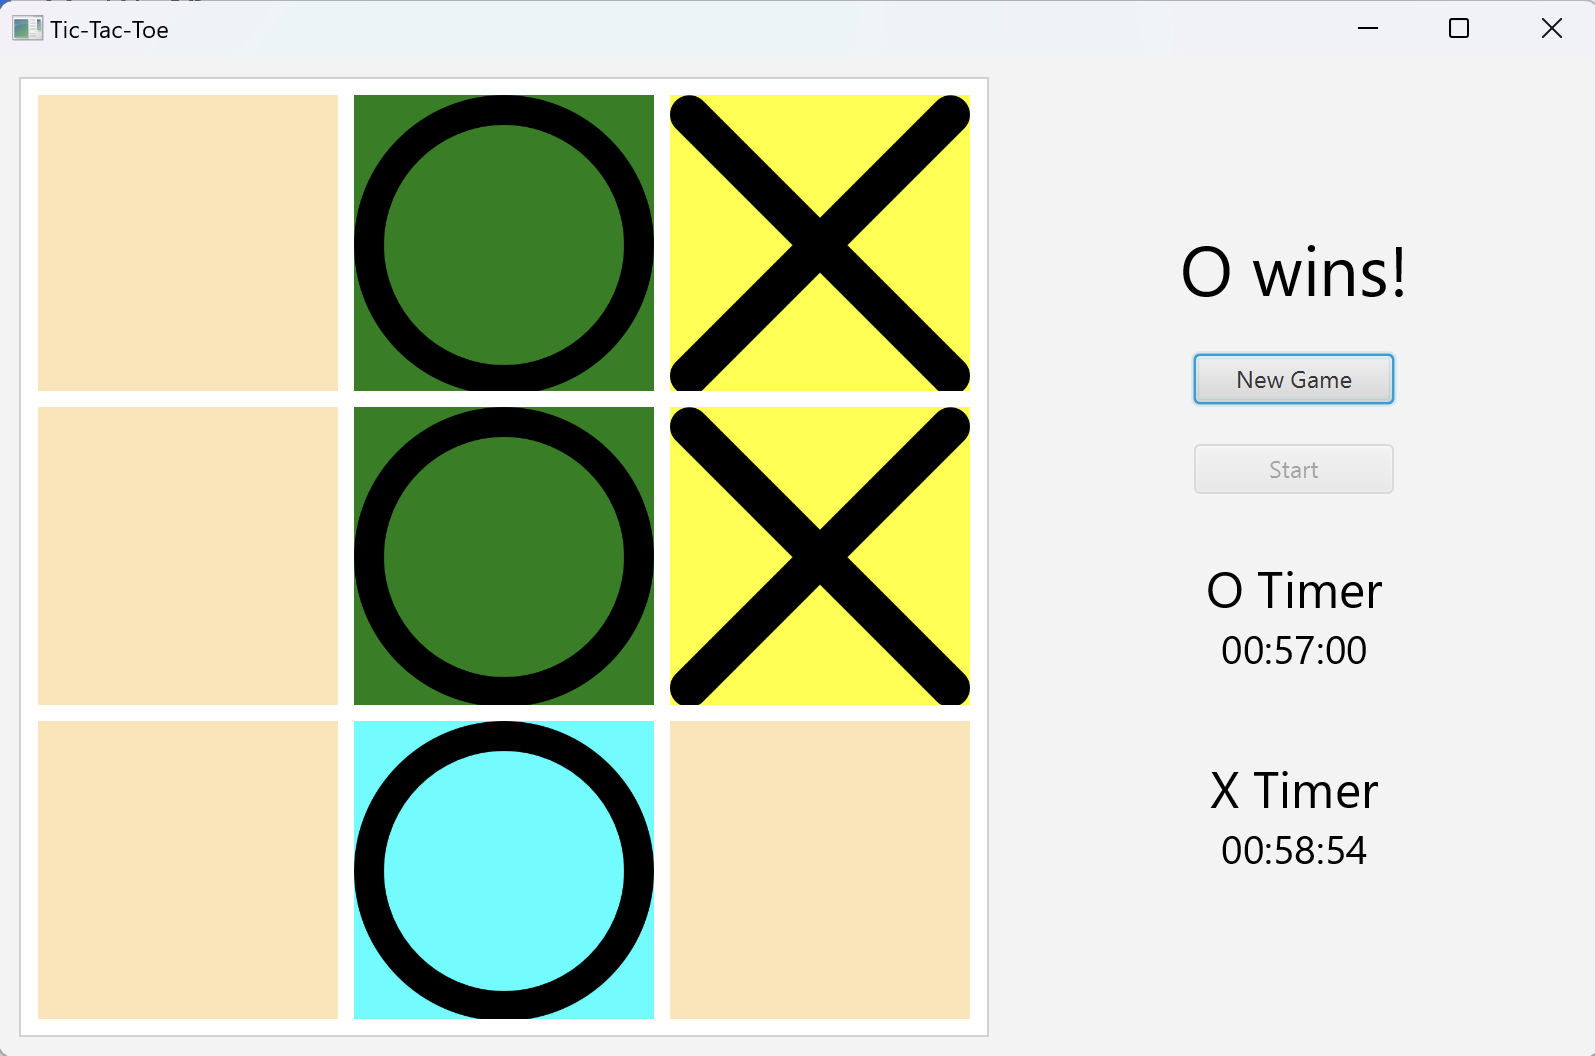 Tic-Tac-Toe
O wins!
New Game
Start
O Timer
00:57:00
X Timer
00:58:54